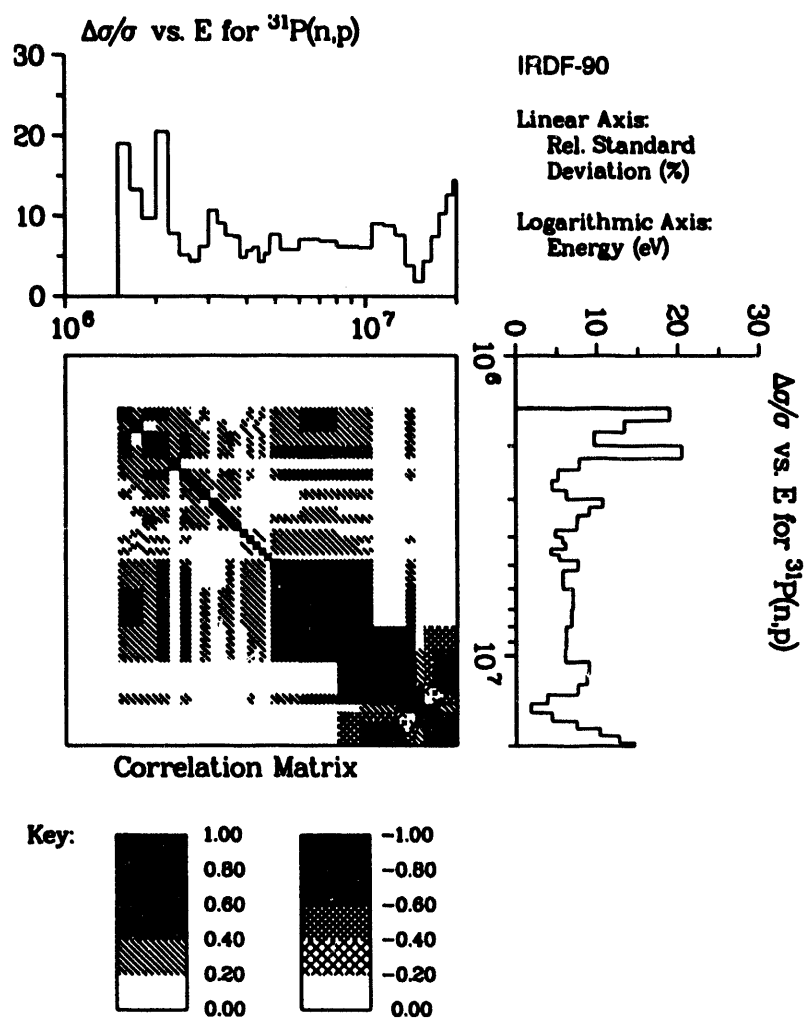 Δσ/σ vs. E for ³¹P(n,p)
30
20
10
0
10⁶
10⁷
IRDF-90
Linear Axis:
Rel. Standard
Deviation (%)
Logarithmic Axis:
Energy (eV)
0
10
20
30
10⁶
10⁷
Δσ/σ vs. E for ³¹P(n,p)
Correlation Matrix
Key:
1.00
0.80
0.60
0.40
0.20
0.00
-1.00
-0.80
-0.60
-0.40
-0.20
0.00